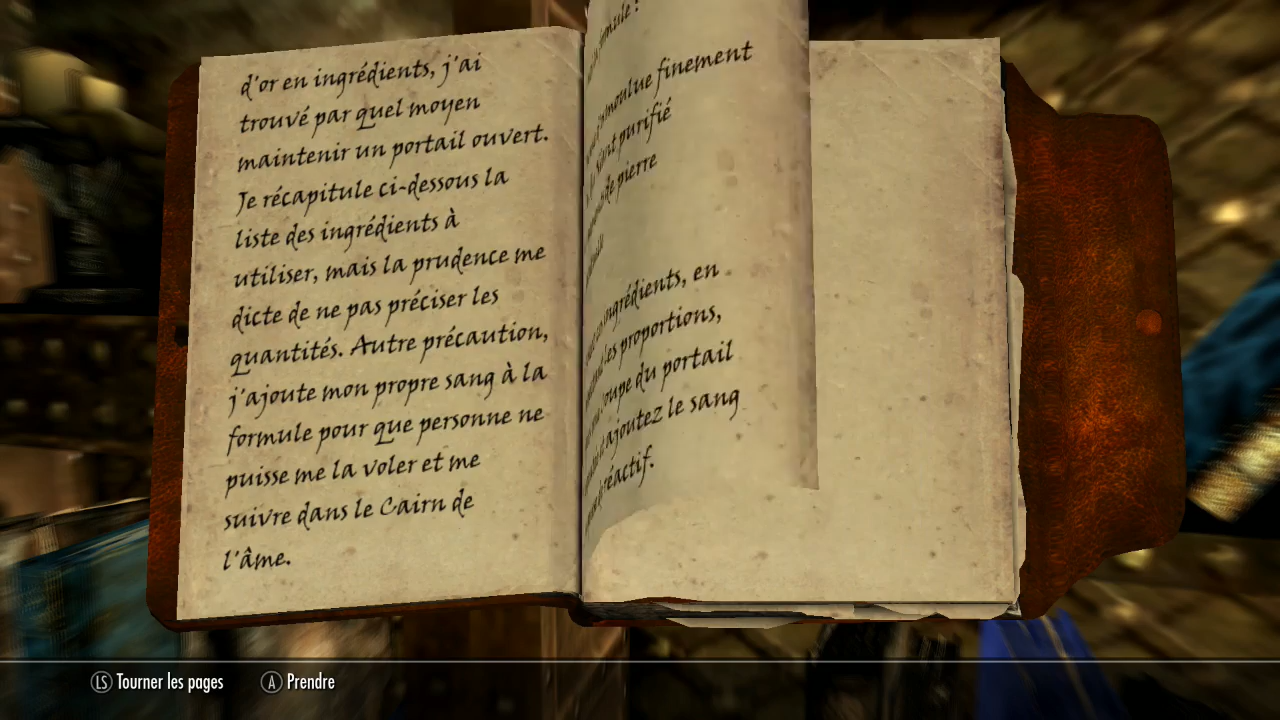 d'or en ingrédients, j'ai
trouvé par quel moyen
maintenir un portail ouvert.
Je récapitule ci-dessous la
liste des ingrédients à
utiliser, mais la prudence me
dicte de ne pas préciser les
quantités. Autre précaution,
j'ajoute mon propre sang à la
formule pour que personne ne
puisse me la voler et me
suivre dans le Cairn de
l'âme.
finement
purifié
de pierre
ingrédients, en
les proportions,
du portail
ajoutez le sang
réactif.
LS Tourner les pages
A Prendre